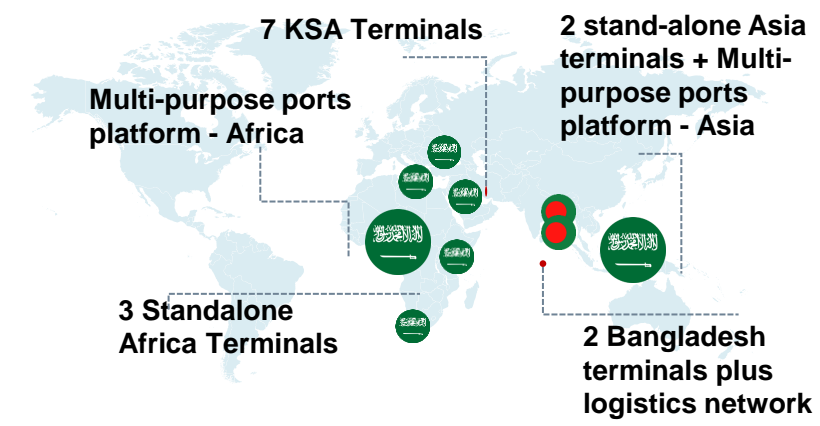 7 KSA Terminals
2 stand-alone Asia
terminals + Multi-
purpose ports
platform - Asia
Multi-purpose ports
platform - Africa
3 Standalone
Africa Terminals
2 Bangladesh
terminals plus
logistics network